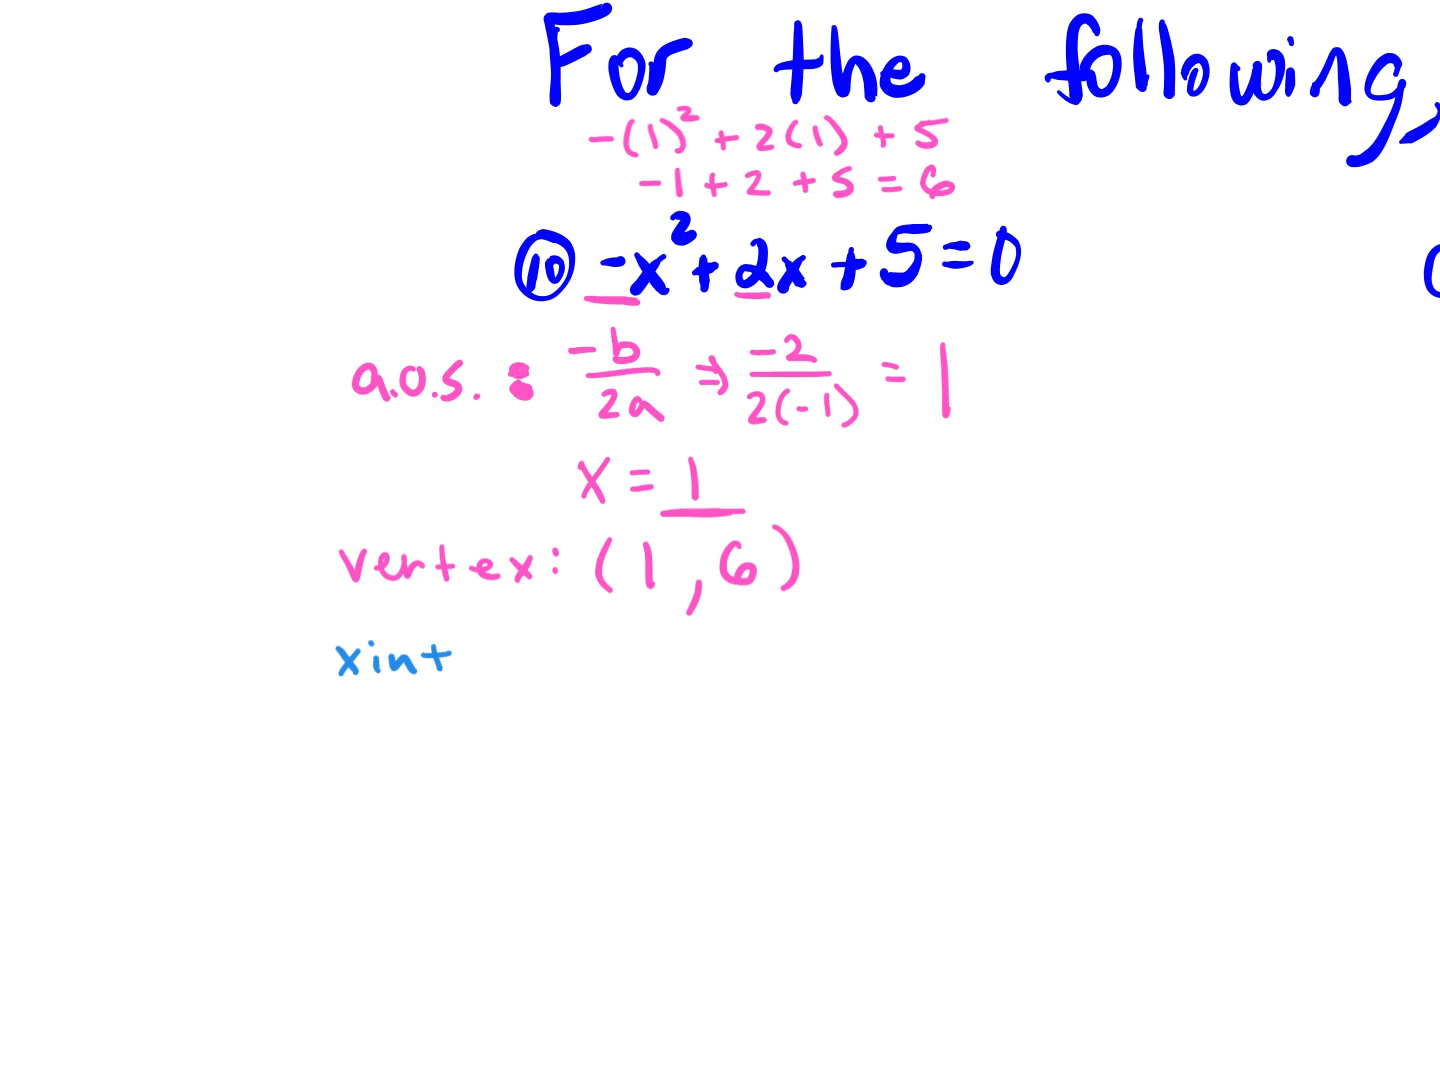 For the following,
-(1)² + 2(1) + 5
-1 + 2 + 5 = 6
⑩ -x² + 2x + 5 = 0
a.o.s. : -b/2a → -2/2(-1) = 1
x = 1
vertex: (1, 6)
x int